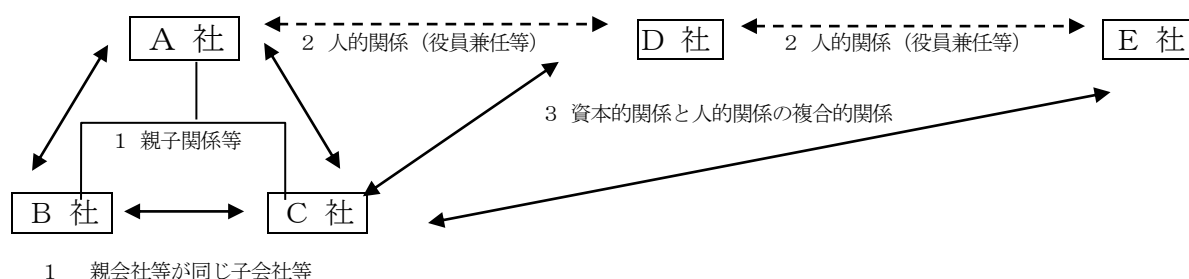 A 社
2 人的関係（役員兼任等）
D 社
2 人的関係（役員兼任等）
E 社
3 資本的関係と人的関係の複合的関係
1 親子関係等
B 社
C 社
1 親会社等が同じ子会社等